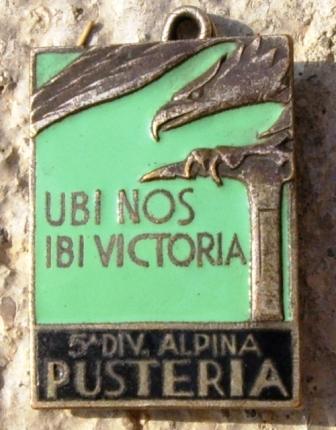 UBI NOS
IBI VICTORIA
5ᴬ DIV. ALPINA
PUSTERIA